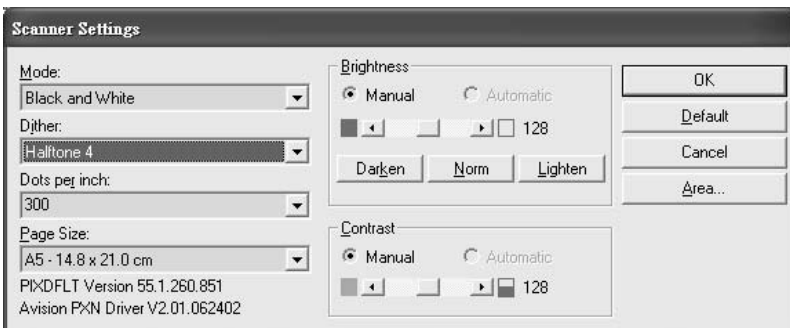 Scanner Settings
Mode:
Black and White
Dither:
Halftone 4
Dots per inch:
300
Page Size:
A5 - 14.8 x 21.0 cm
PIXDFLT Version 55.1.260.851
Avision PXN Driver V2.01.062402
Brightness
Manual Automatic
128
Darken Norm Lighten
Contrast
Manual Automatic
128
OK
Default
Cancel
Area...